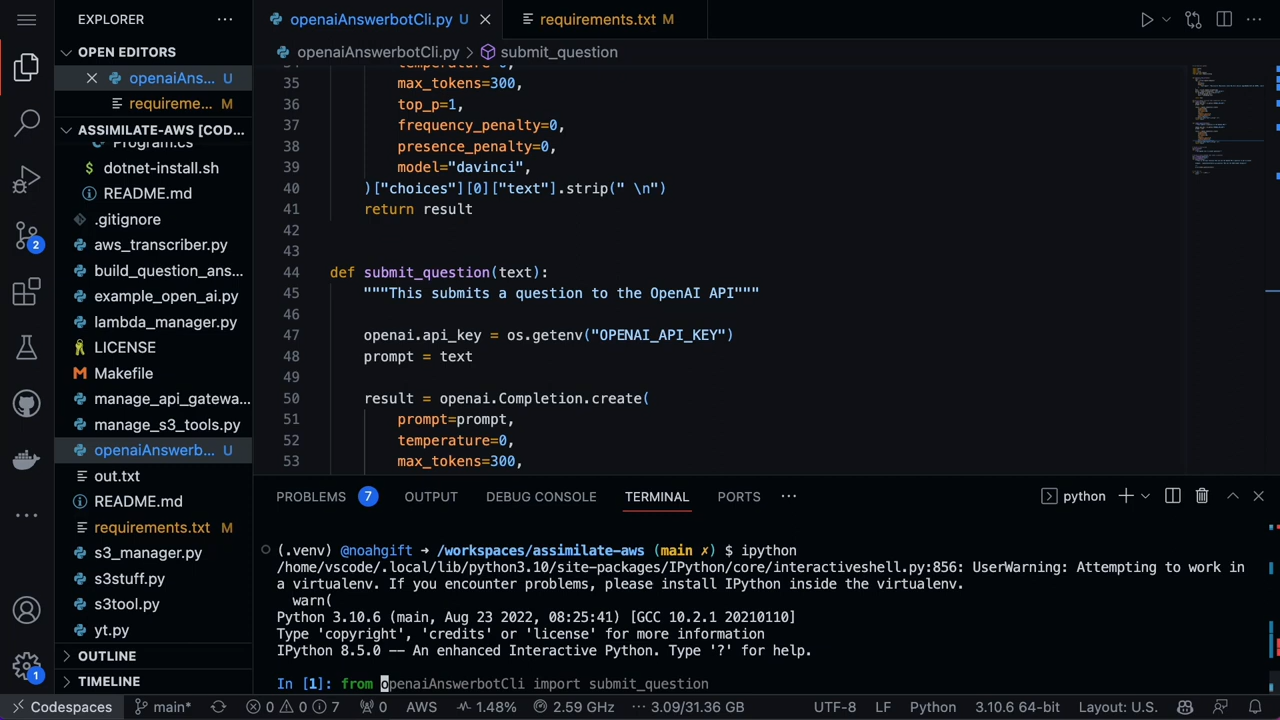 EXPLORER
openaiAnswerbotCli.py U
requirements.txt M
OPEN EDITORS
openaiAns... U
requireme... M
ASSIMILATE-AWS [COD...
Program.cs
dotnet-install.sh
README.md
.gitignore
aws_transcriber.py
build_question_ans...
example_open_ai.py
lambda_manager.py
LICENSE
Makefile
manage_api_gatewa...
manage_s3_tools.py
openaiAnswerb... U
out.txt
README.md
requirements.txt M
s3_manager.py
s3stuff.py
s3tool.py
yt.py
OUTLINE
TIMELINE
2
1
openaiAnswerbotCli.py > submit_question
34 temperature=0,
35 max_tokens=300,
36 top_p=1,
37 frequency_penalty=0,
38 presence_penalty=0,
39 model="davinci",
40 )["choices"][0]["text"].strip(" \n")
41 return result
42
43
44 def submit_question(text):
45 """This submits a question to the OpenAI API"""
46
47 openai.api_key = os.getenv("OPENAI_API_KEY")
48 prompt = text
49
50 result = openai.Completion.create(
51 prompt=prompt,
52 temperature=0,
53 max_tokens=300,
PROBLEMS 7 OUTPUT DEBUG CONSOLE TERMINAL PORTS ... python
(.venv) @noahgift → /workspaces/assimilate-aws (main ✗) $ ipython
/home/vscode/.local/lib/python3.10/site-packages/IPython/core/interactiveshell.py:856: UserWarning: Attempting to work in
a virtualenv. If you encounter problems, please install IPython inside the virtualenv.
warn(
Python 3.10.6 (main, Aug 23 2022, 08:25:41) [GCC 10.2.1 20210110]
Type 'copyright', 'credits' or 'license' for more information
IPython 8.5.0 -- An enhanced Interactive Python. Type '?' for help.
In [1]: from openaiAnswerbotCli import submit_question
Codespaces main* 0 0 7 0 AWS 1.48% 2.59 GHz ... 3.09/31.36 GB UTF-8 LF Python 3.10.6 64-bit Layout: U.S.